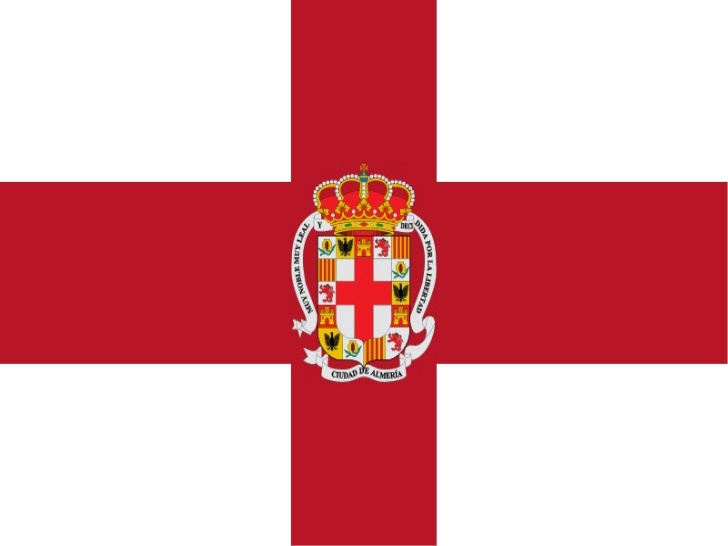 MUY NOBLE MUY LEAL
Y
DECIDIDA POR LA LIBERTAD
CIUDAD DE ALMERÍA